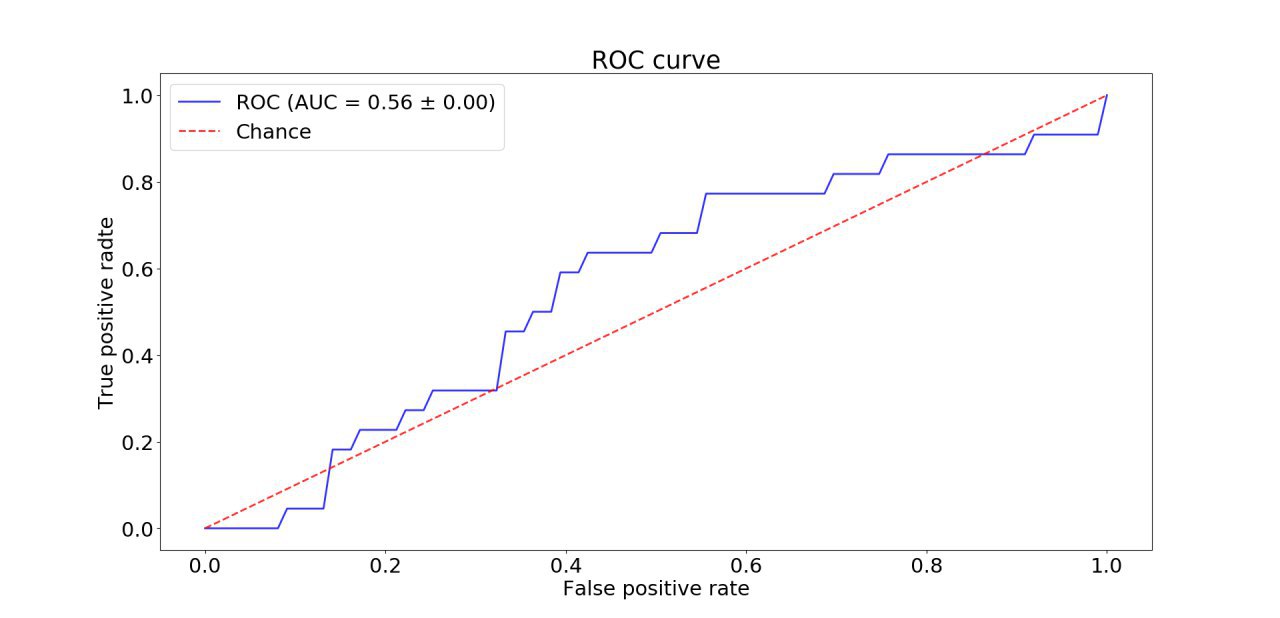 ROC curve
ROC (AUC = 0.56 ± 0.00)
Chance
True positive radte
1.0
0.8
0.6
0.4
0.2
0.0
0.0 0.2 0.4 0.6 0.8 1.0
False positive rate